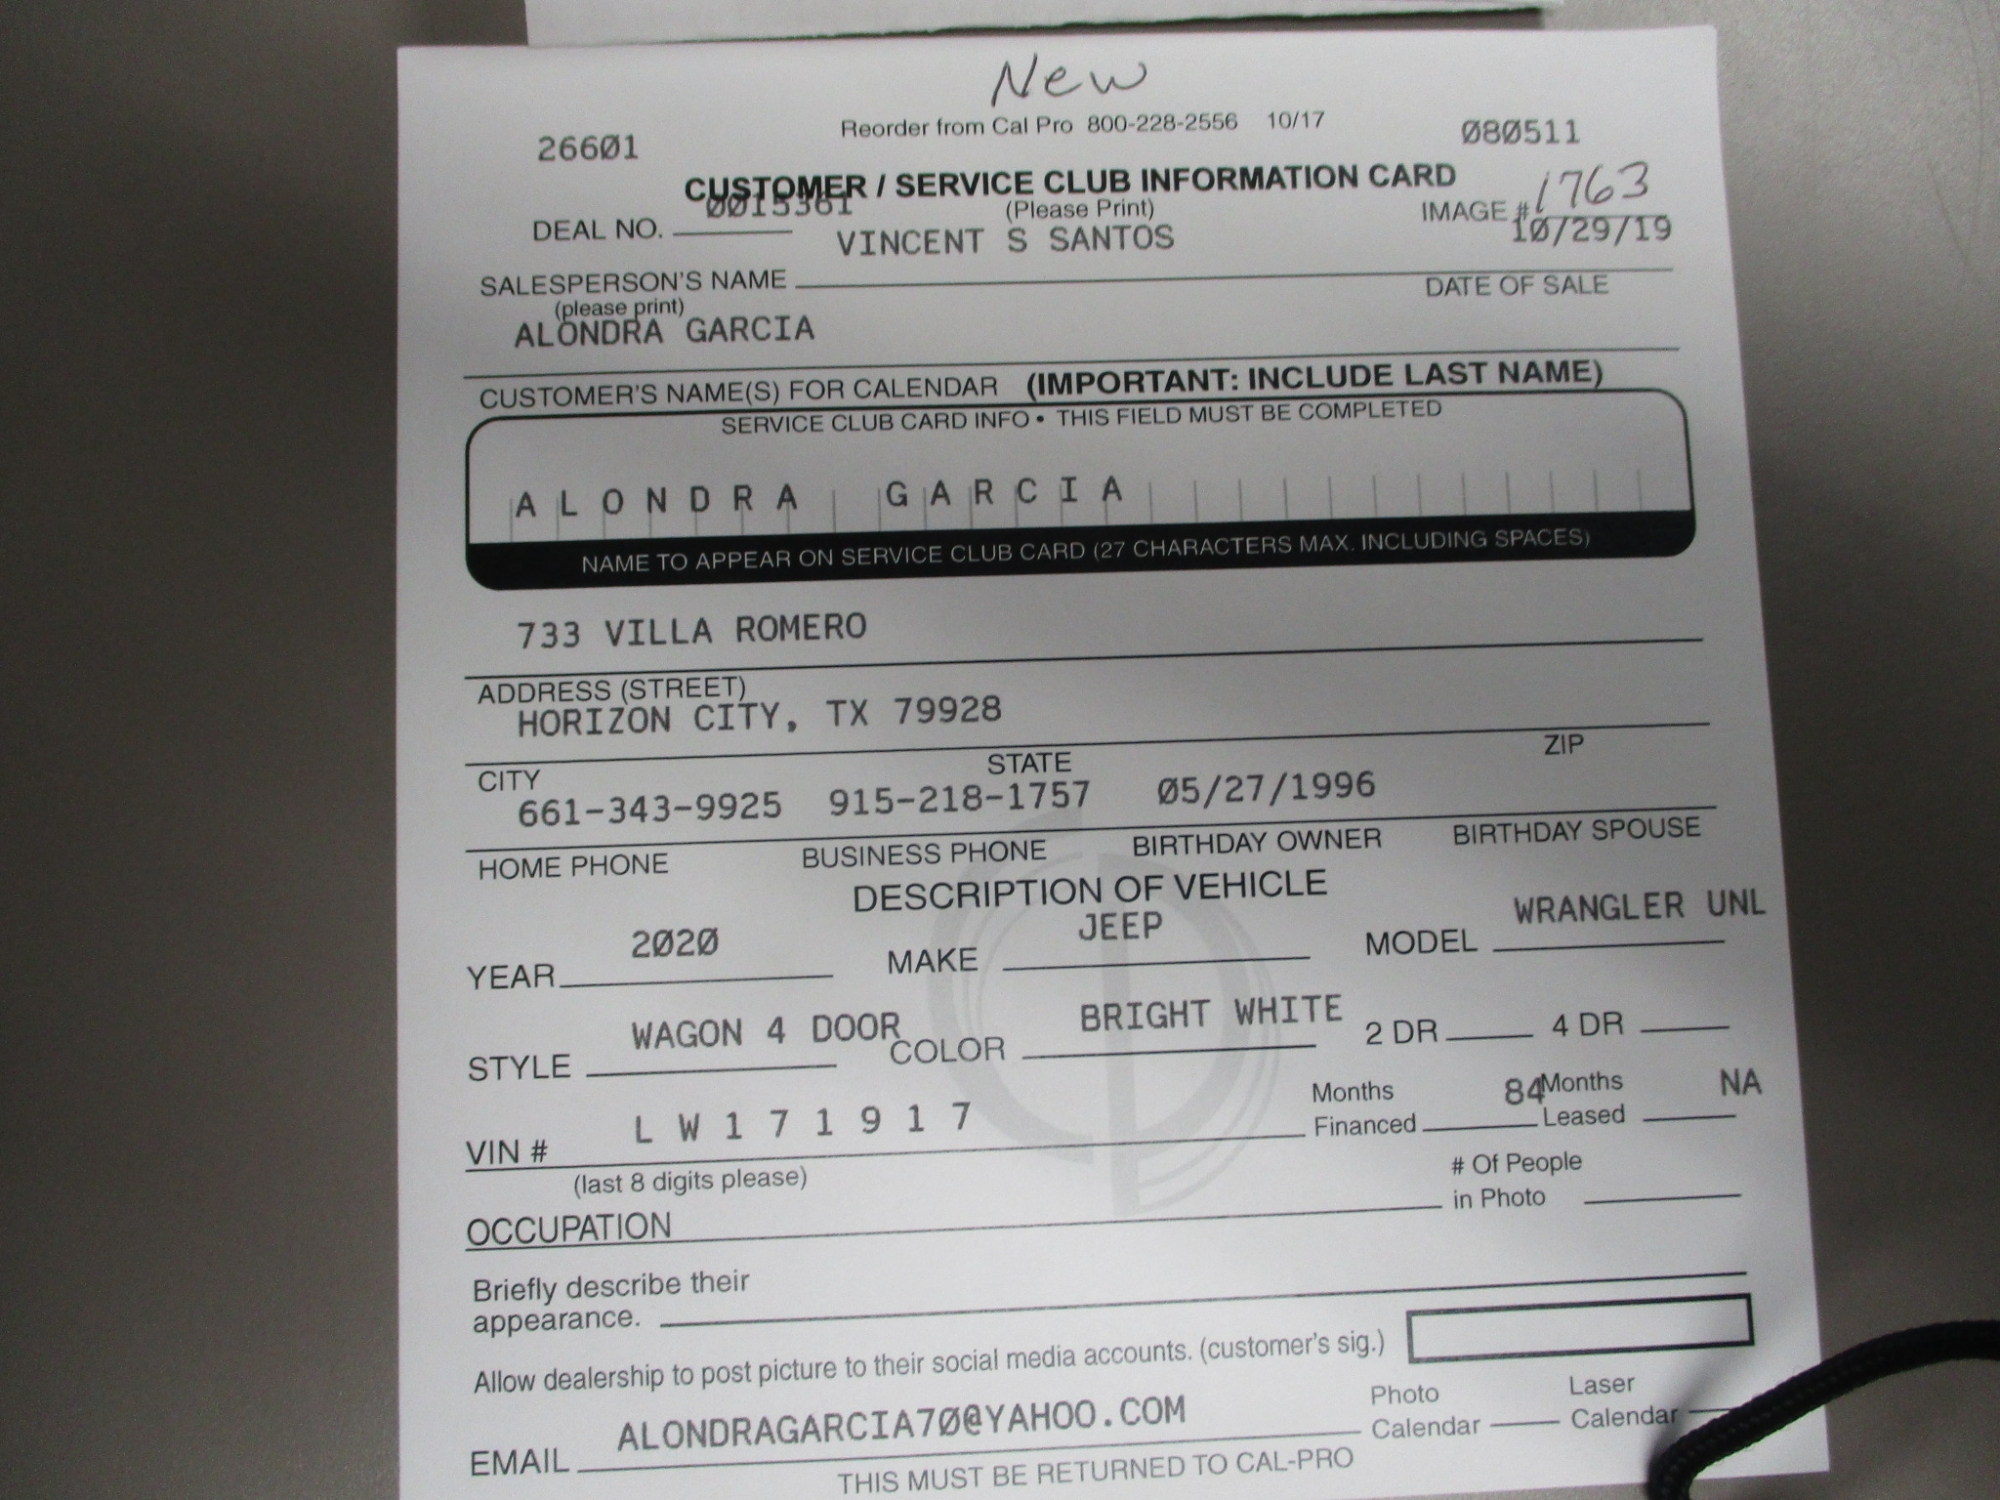 New
Reorder from Cal Pro 800-228-2556 10/17
26601 080511
CUSTOMER / SERVICE CLUB INFORMATION CARD
DEAL NO. 0015361 (Please Print) IMAGE # 1763
VINCENT S SANTOS 10/29/19
SALESPERSON'S NAME DATE OF SALE
(please print)
ALONDRA GARCIA
CUSTOMER'S NAME(S) FOR CALENDAR (IMPORTANT: INCLUDE LAST NAME)
SERVICE CLUB CARD INFO • THIS FIELD MUST BE COMPLETED
ALONDRA GARCIA
NAME TO APPEAR ON SERVICE CLUB CARD (27 CHARACTERS MAX. INCLUDING SPACES)
733 VILLA ROMERO
ADDRESS (STREET)
HORIZON CITY, TX 79928
CITY STATE ZIP
661-343-9925 915-218-1757 05/27/1996
HOME PHONE BUSINESS PHONE BIRTHDAY OWNER BIRTHDAY SPOUSE
DESCRIPTION OF VEHICLE
YEAR 2020 MAKE JEEP MODEL WRANGLER UNL
STYLE WAGON 4 DOOR COLOR BRIGHT WHITE 2 DR 4 DR
VIN # LW171917 Months Financed 84 Months Leased NA
(last 8 digits please)
OCCUPATION # Of People in Photo
Briefly describe their
appearance.
Allow dealership to post picture to their social media accounts. (customer's sig.)
EMAIL ALONDRAGARCIA70@YAHOO.COM Photo Calendar Laser Calendar
THIS MUST BE RETURNED TO CAL-PRO